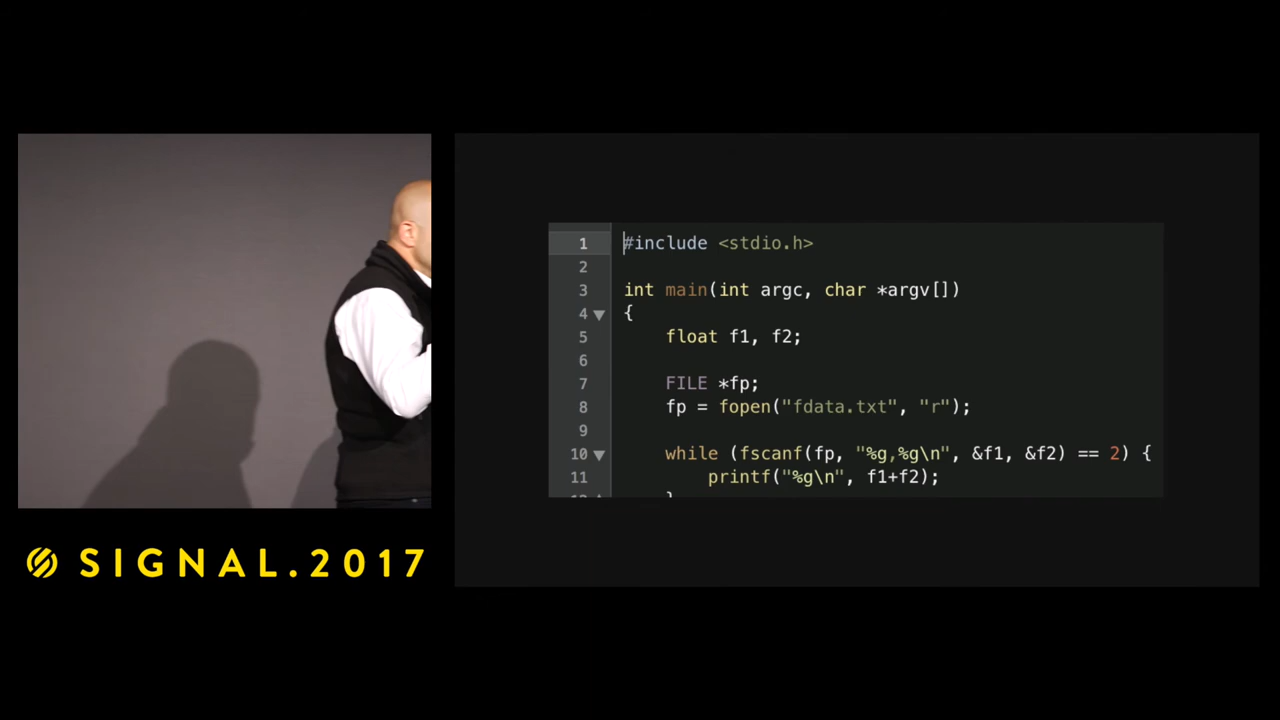 1 #include <stdio.h>
2
3 int main(int argc, char *argv[])
4 {
5 float f1, f2;
6
7 FILE *fp;
8 fp = fopen("fdata.txt", "r");
9
10 while (fscanf(fp, "%g,%g\n", &f1, &f2) == 2) {
11 printf("%g\n", f1+f2);
SIGNAL.2017